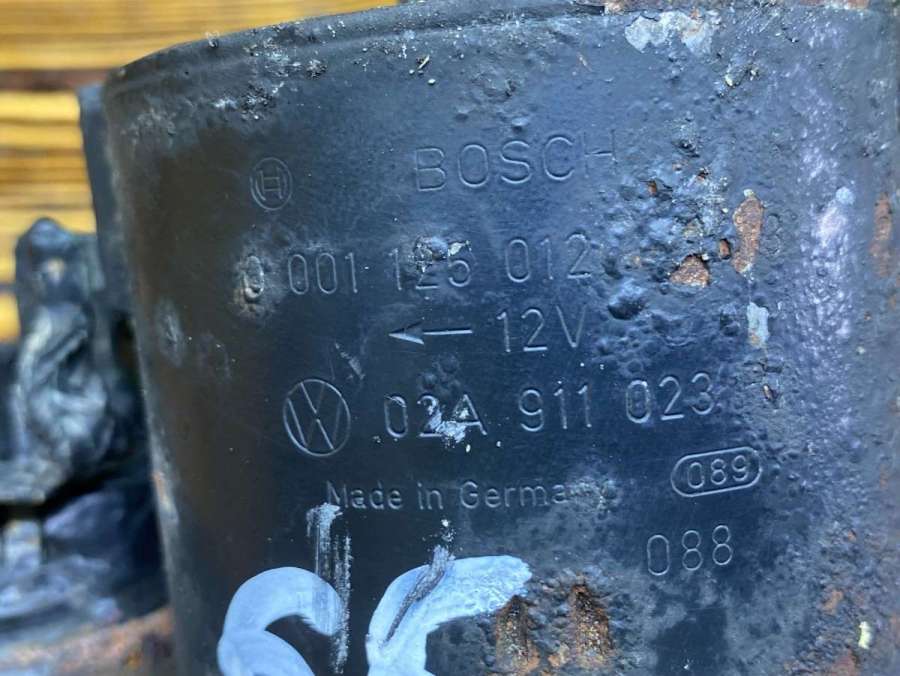 BOSCH
0 001 125 012
← 12V
02A 911 023
089
Made in Germany
088